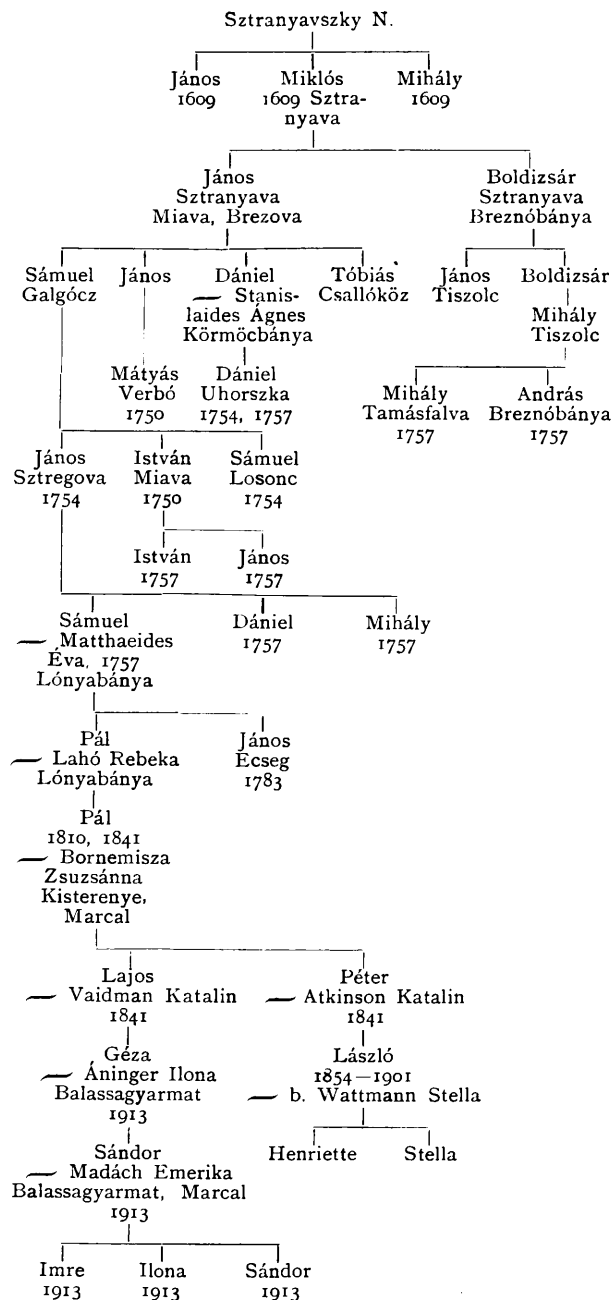 Sztranyavszky N.
János Miklós Mihály
1609 1609 Sztra- 1609
nyava
János Boldizsár
Sztranyava Sztranyava
Miava, Brezova Breznóbánya
Sámuel János Dániel Tóbiás János Boldizsár
Galgócz — Stanis- Csallóköz Tiszolc
laides Ágnes Mihály
Körmöcbánya Tiszolc
Mátyás Dániel
Verbó Uhorszka Mihály András
1750 1754, 1757 Tamásfalva Breznóbánya
1757 1757
János István Sámuel
Sztregova Miava Losonc
1754 1750 1754
István János
1757 1757
Sámuel Dániel Mihály
— Matthaeides 1757 1757
Éva, 1757
Lónyabánya
Pál János
— Lahó Rebeka Ecseg
Lónyabánya 1783
Pál
1810, 1841
— Bornemisza
Zsuzsánna
Kisterenye,
Marcal
Lajos Péter
— Vaidman Katalin — Atkinson Katalin
1841 1841
Géza László
— Áninger Ilona 1854—1901
Balassagyarmat — b. Wattmann Stella
1913
Sándor Henriette Stella
— Madách Emerika
Balassagyarmat, Marcal
1913
Imre Ilona Sándor
1913 1913 1913